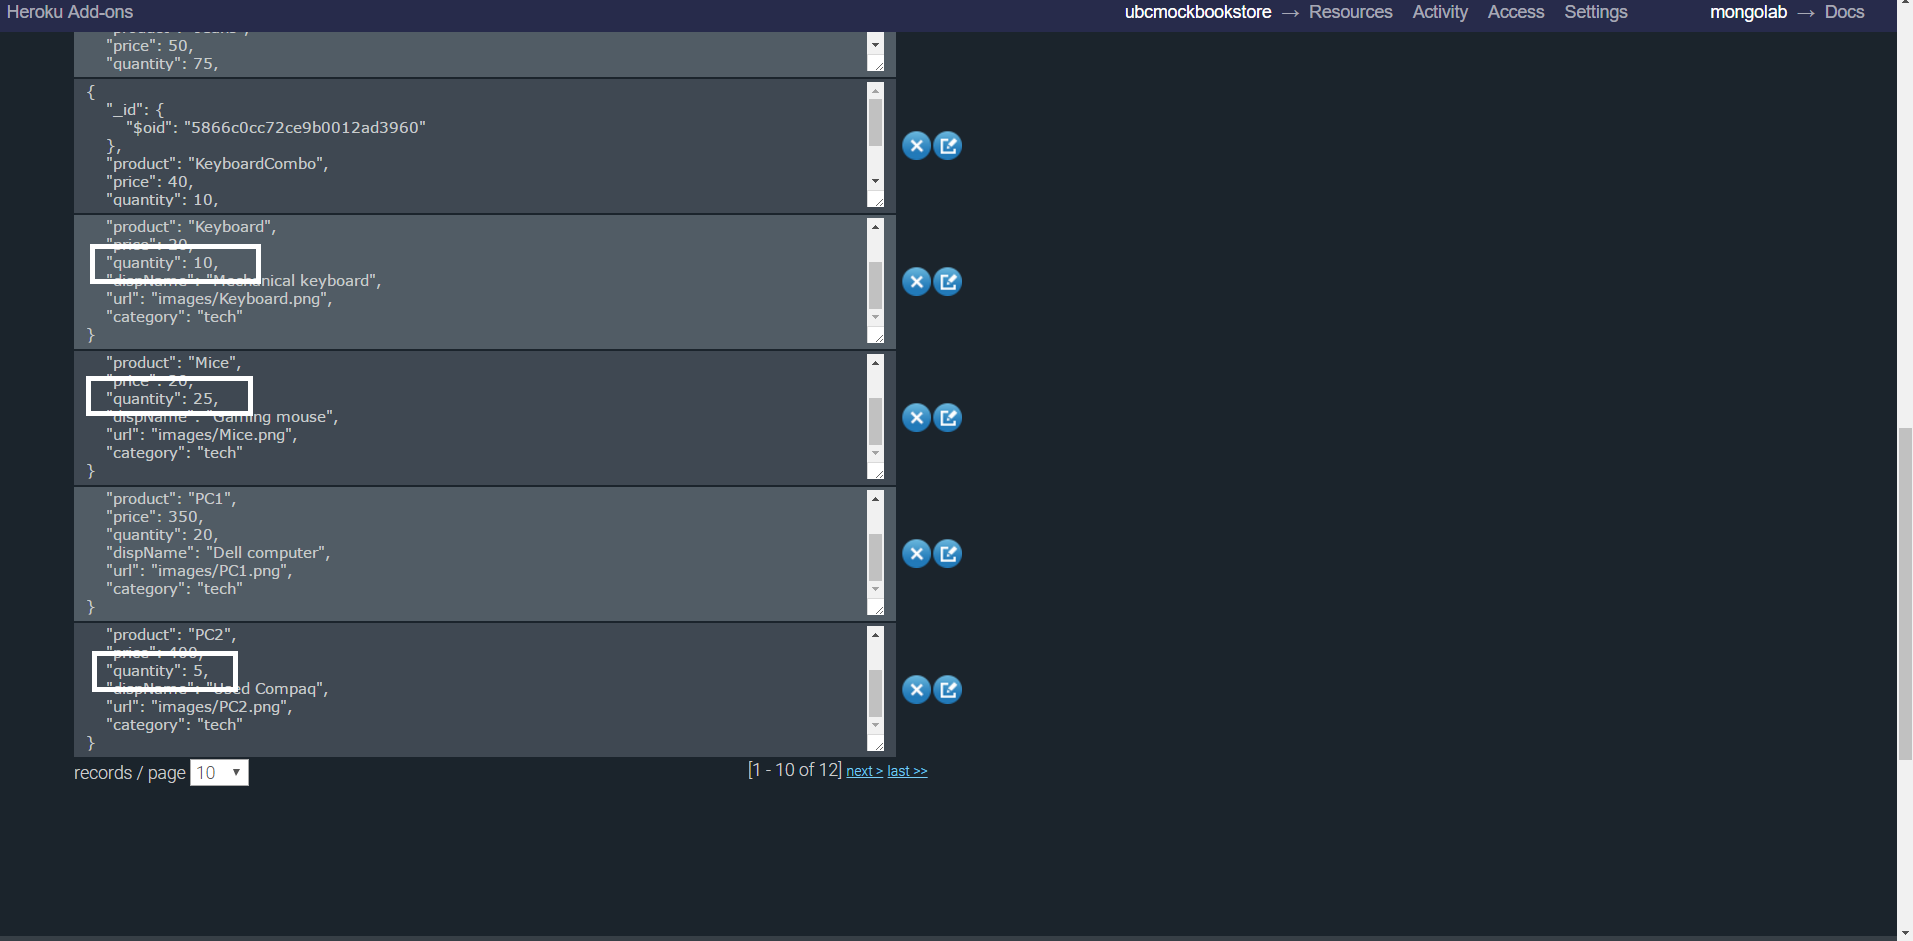 Heroku Add-ons
ubcmockbookstore → Resources Activity Access Settings mongolab → Docs
"price": 50,
"quantity": 75,
{
"_id": {
"$oid": "5866c0cc72ce9b0012ad3960"
},
"product": "KeyboardCombo",
"price": 40,
"quantity": 10,
"product": "Keyboard",
"price": 20,
"quantity": 10,
"dispName": "Mechanical keyboard",
"url": "images/Keyboard.png",
"category": "tech"
}
"product": "Mice",
"price": 20,
"quantity": 25,
"dispName": "Gaming mouse",
"url": "images/Mice.png",
"category": "tech"
}
"product": "PC1",
"price": 350,
"quantity": 20,
"dispName": "Dell computer",
"url": "images/PC1.png",
"category": "tech"
}
"product": "PC2",
"price": 400,
"quantity": 5,
"dispName": "Used Compaq",
"url": "images/PC2.png",
"category": "tech"
}
records / page 10
[1 - 10 of 12] next > last >>